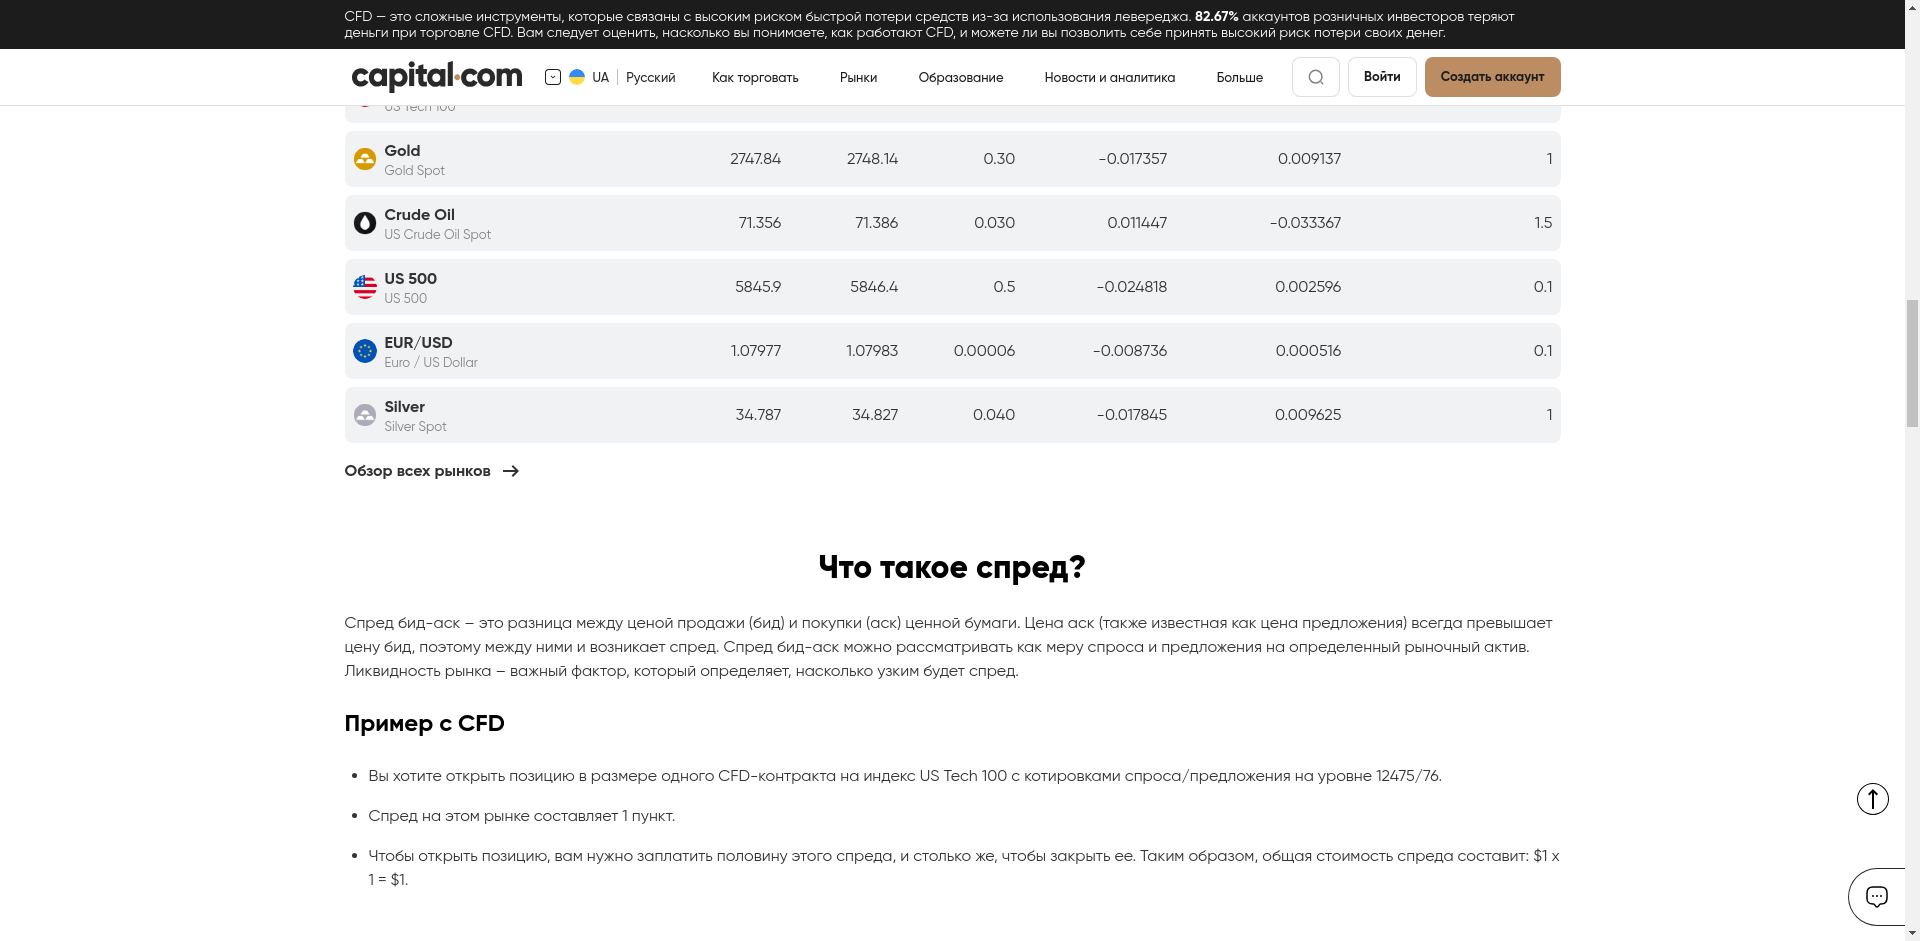 CFD — это сложные инструменты, которые связаны с высоким риском быстрой потери средств из-за использования левереджа. 82.67% аккаунтов розничных инвесторов теряют
деньги при торговле CFD. Вам следует оценить, насколько вы понимаете, как работают CFD, и можете ли вы позволить себе принять высокий риск потери своих денег.
capital.com UA Русский Как торговать Рынки Образование Новости и аналитика Больше Войти Создать аккаунт
US Tech 100
Gold
Gold Spot
2747.84 2748.14 0.30 -0.017357 0.009137 1
Crude Oil
US Crude Oil Spot
71.356 71.386 0.030 0.011447 -0.033367 1.5
US 500
US 500
5845.9 5846.4 0.5 -0.024818 0.002596 0.1
EUR/USD
Euro / US Dollar
1.07977 1.07983 0.00006 -0.008736 0.000516 0.1
Silver
Silver Spot
34.787 34.827 0.040 -0.017845 0.009625 1
Обзор всех рынков
Что такое спред?
Спред бид-аск – это разница между ценой продажи (бид) и покупки (аск) ценной бумаги. Цена аск (также известная как цена предложения) всегда превышает
цену бид, поэтому между ними и возникает спред. Спред бид-аск можно рассматривать как меру спроса и предложения на определенный рыночный актив.
Ликвидность рынка – важный фактор, который определяет, насколько узким будет спред.
Пример с CFD
• Вы хотите открыть позицию в размере одного CFD-контракта на индекс US Tech 100 с котировками спроса/предложения на уровне 12475/76.
• Спред на этом рынке составляет 1 пункт.
• Чтобы открыть позицию, вам нужно заплатить половину этого спреда, и столько же, чтобы закрыть ее. Таким образом, общая стоимость спреда составит: $1 x
1 = $1.